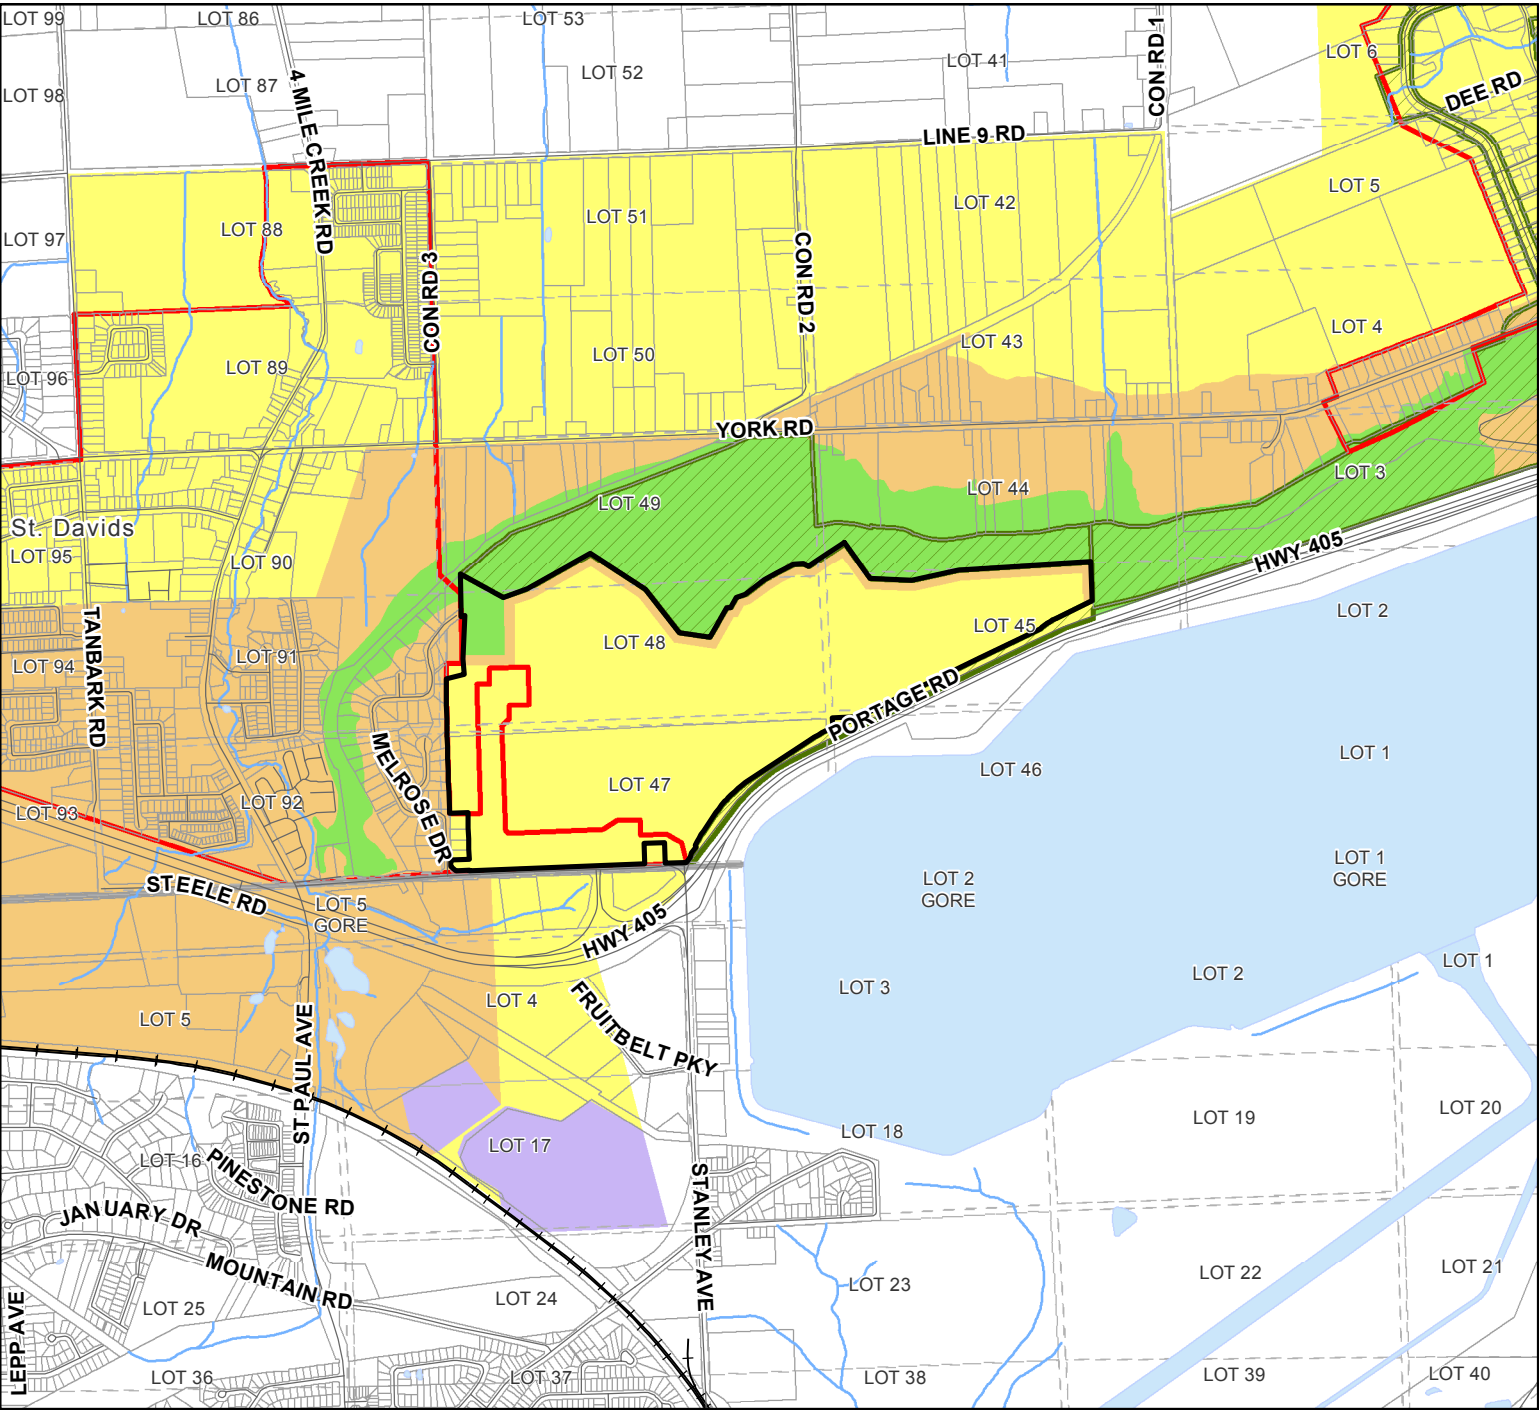 LOT 99
LOT 86
LOT 53
LOT 6
LOT 87
LOT 52
LOT 41
CON RD 1
LOT 98
4 MILE CREEK RD
DEE RD
LINE 9 RD
LOT 5
LOT 97
LOT 88
LOT 51
LOT 42
CON RD 3
CON RD 2
LOT 4
LOT 96
LOT 89
LOT 50
LOT 43
YORK RD
LOT 3
St. Davids
LOT 95
LOT 90
LOT 49
LOT 44
HWY 405
LOT 2
TANBARK RD
LOT 94
LOT 91
LOT 48
LOT 45
PORTAGE RD
LOT 1
MELROSE DR
LOT 46
LOT 47
LOT 93
LOT 92
LOT 1
GORE
STEELE RD
LOT 5
GORE
LOT 2
GORE
HWY 405
LOT 1
LOT 2
LOT 3
LOT 4
FRUITBELT PKY
LOT 5
ST PAUL AVE
LOT 20
LOT 19
LOT 18
LOT 17
LOT 16
PINESTONE RD
JANUARY DR
STANLEY AVE
MOUNTAIN RD
LOT 23
LOT 22
LOT 21
LEPP AVE
LOT 25
LOT 24
LOT 36
LOT 37
LOT 38
LOT 39
LOT 40